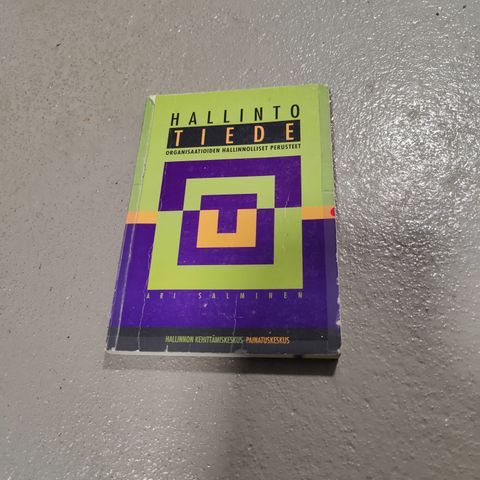 HALLINTO
TIEDE
ORGANISAATIOIDEN HALLINNOLLISET PERUSTEET
ARI SALMINEN
HALLINNON KEHITTÄMISKESKUS PAINATUSKESKUS